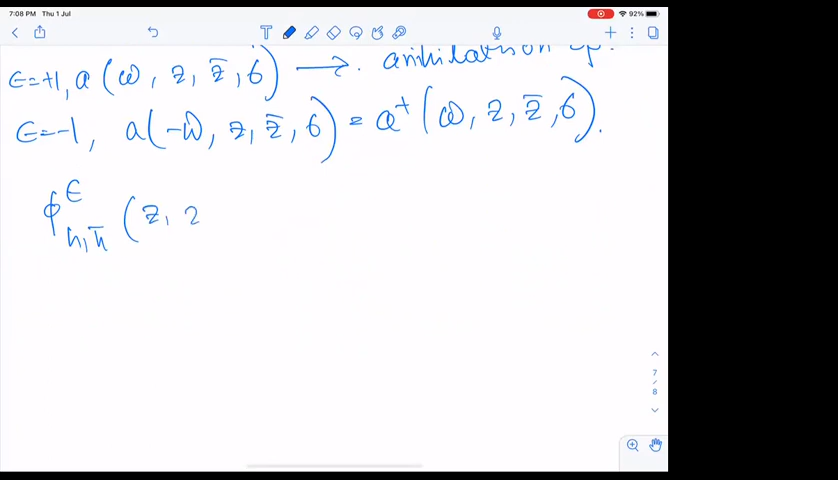 7:08 PM Thu 1 Jul
92%
annihilation op.
ϵ=+1, a(ω, z, z̄, σ) →
ϵ=-1, a(-ω, z, z̄, σ) = a⁺(ω, z, z̄, σ).
ϕ^ϵ_{h,h̄} (z, z
7
/
8